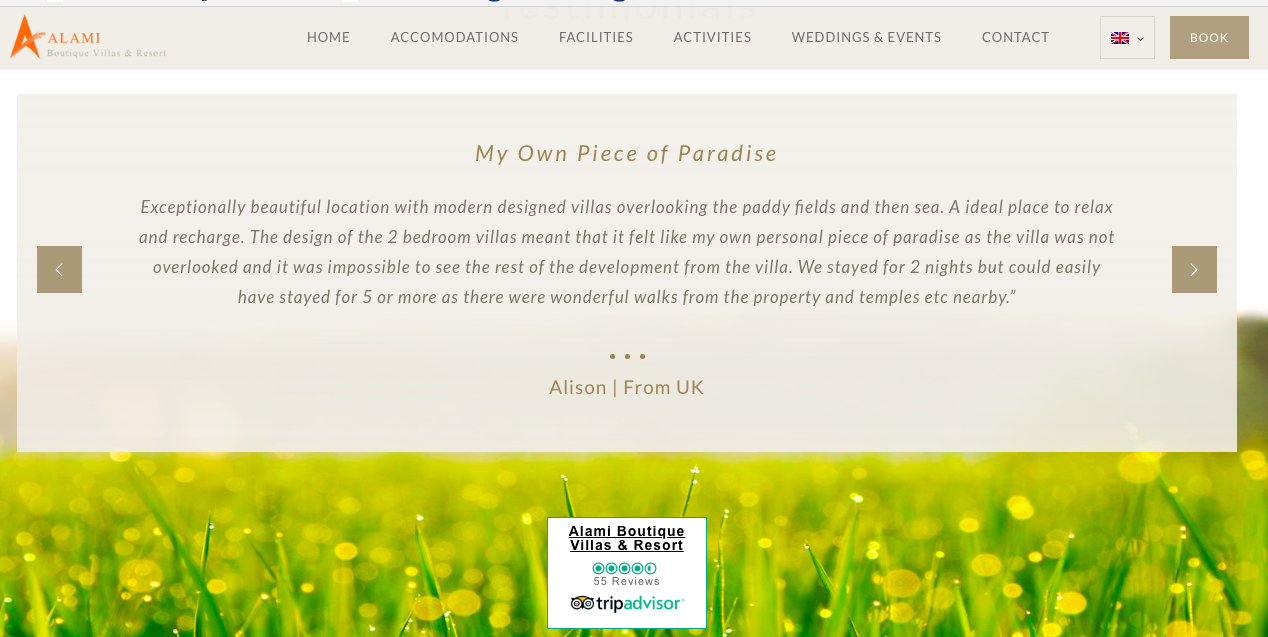 Testimonials
ALAMI
Boutique Villas & Resort
HOME ACCOMODATIONS FACILITIES ACTIVITIES WEDDINGS & EVENTS CONTACT BOOK
My Own Piece of Paradise
Exceptionally beautiful location with modern designed villas overlooking the paddy fields and then sea. A ideal place to relax
and recharge. The design of the 2 bedroom villas meant that it felt like my own personal piece of paradise as the villa was not
overlooked and it was impossible to see the rest of the development from the villa. We stayed for 2 nights but could easily
have stayed for 5 or more as there were wonderful walks from the property and temples etc nearby.”
Alison | From UK
Alami Boutique
Villas & Resort
55 Reviews
tripadvisor